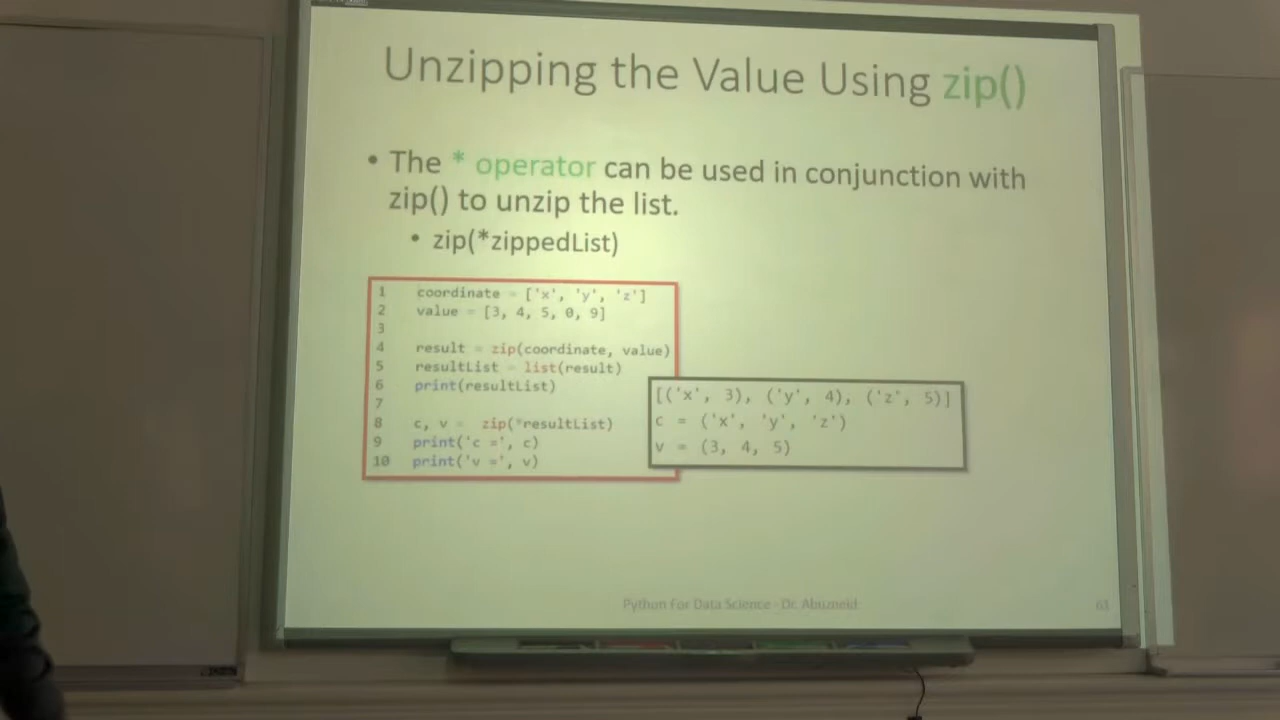 Unzipping the Value Using zip()
• The * operator can be used in conjunction with
zip() to unzip the list.
• zip(*zippedList)
1 coordinate = ['x', 'y', 'z']
2 value = [3, 4, 5, 0, 9]
3
4 result = zip(coordinate, value)
5 resultList = list(result)
6 print(resultList)
7
8 c, v = zip(*resultList)
9 print('c =', c)
10 print('v =', v)
[('x', 3), ('y', 4), ('z', 5)]
c = ('x', 'y', 'z')
v = (3, 4, 5)
Python For Data Science - Dr. Abuzneid